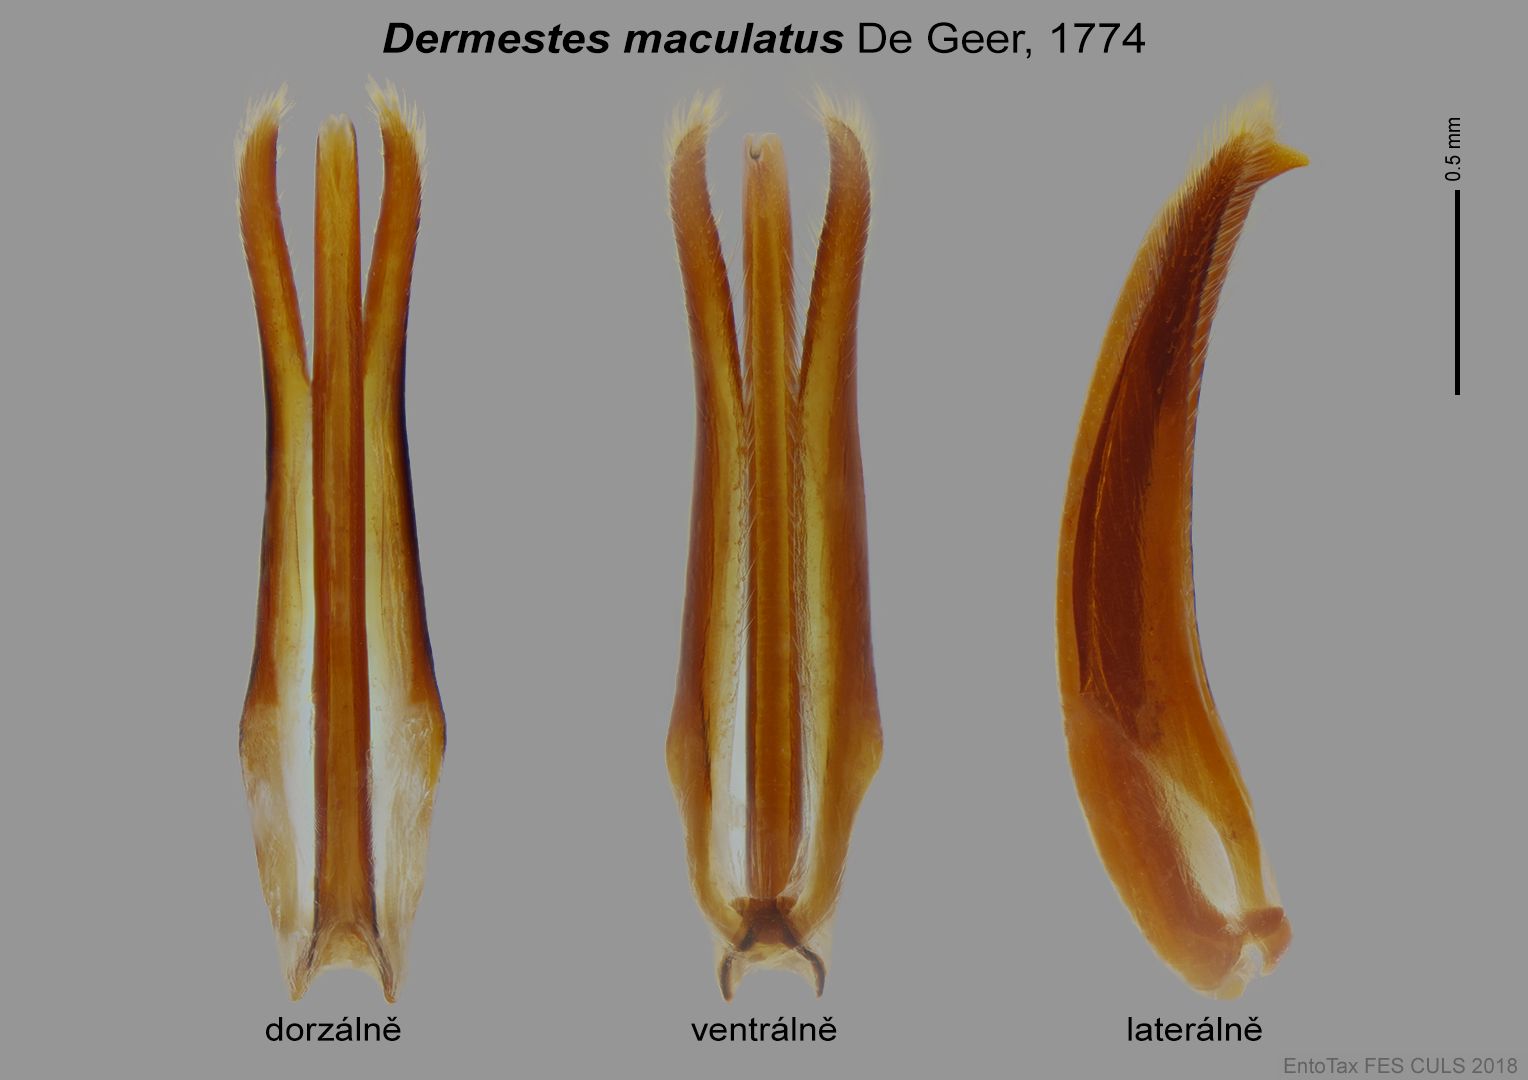 Dermestes maculatus De Geer, 1774
0.5 mm
dorzálně
ventrálně
laterálně
EntoTax FES CULS 2018